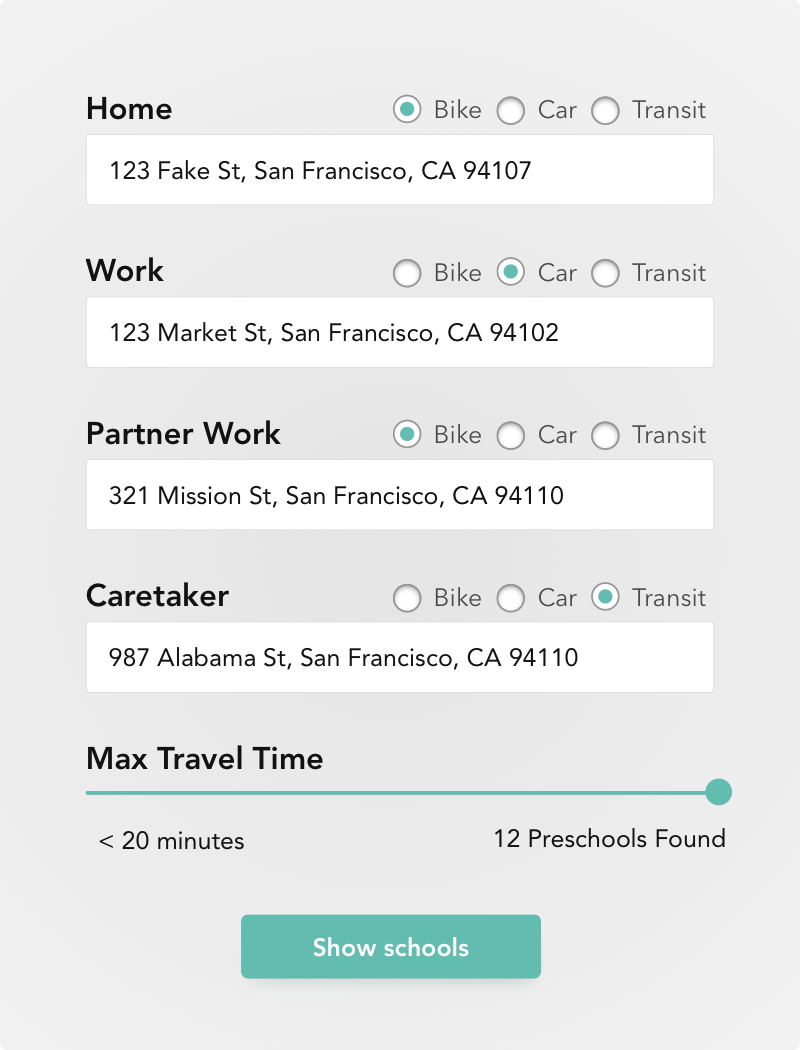 Home Bike Car Transit
123 Fake St, San Francisco, CA 94107
Work Bike Car Transit
123 Market St, San Francisco, CA 94102
Partner Work Bike Car Transit
321 Mission St, San Francisco, CA 94110
Caretaker Bike Car Transit
987 Alabama St, San Francisco, CA 94110
Max Travel Time
< 20 minutes 12 Preschools Found
Show schools